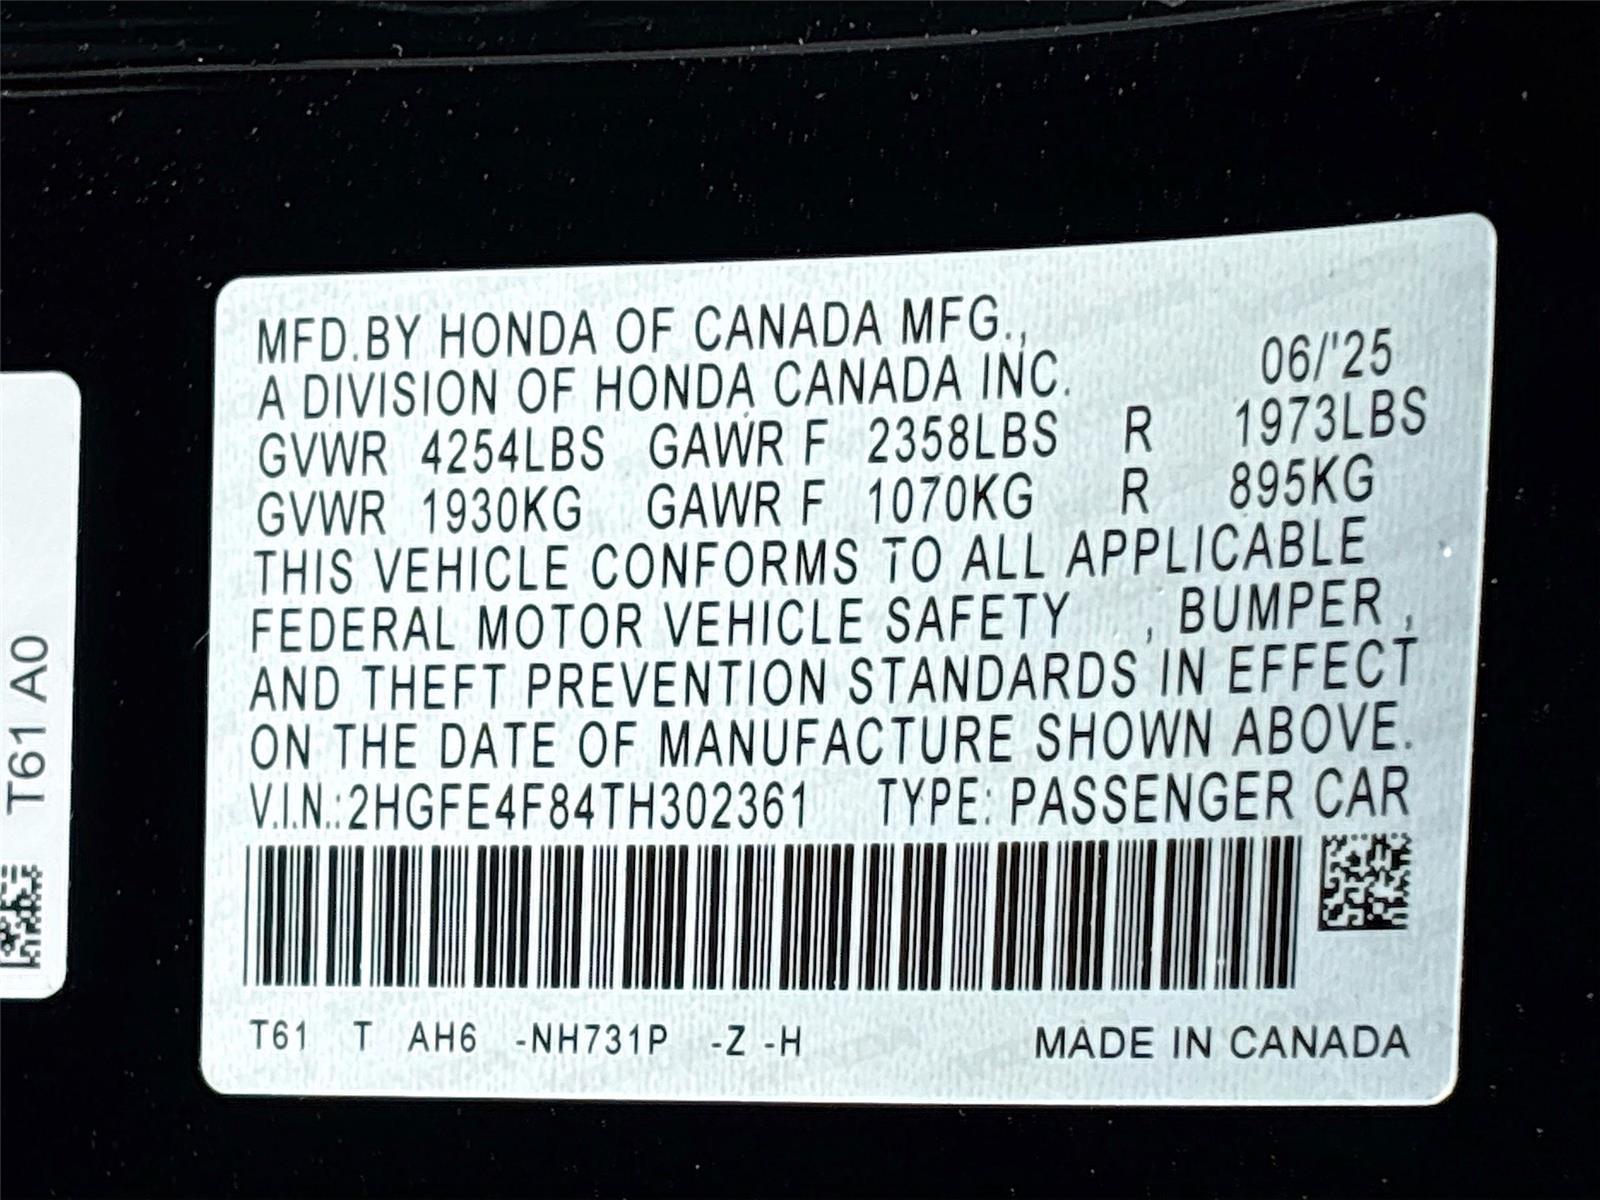 MFD.BY HONDA OF CANADA MFG.,
A DIVISION OF HONDA CANADA INC. 06/'25
GVWR 4254LBS GAWR F 2358LBS R 1973LBS
GVWR 1930KG GAWR F 1070KG R 895KG
THIS VEHICLE CONFORMS TO ALL APPLICABLE
FEDERAL MOTOR VEHICLE SAFETY , BUMPER ,
AND THEFT PREVENTION STANDARDS IN EFFECT
ON THE DATE OF MANUFACTURE SHOWN ABOVE.
V.I.N.:2HGFE4F84TH302361 TYPE: PASSENGER CAR
T61 T AH6 -NH731P -Z -H MADE IN CANADA
T61 A0